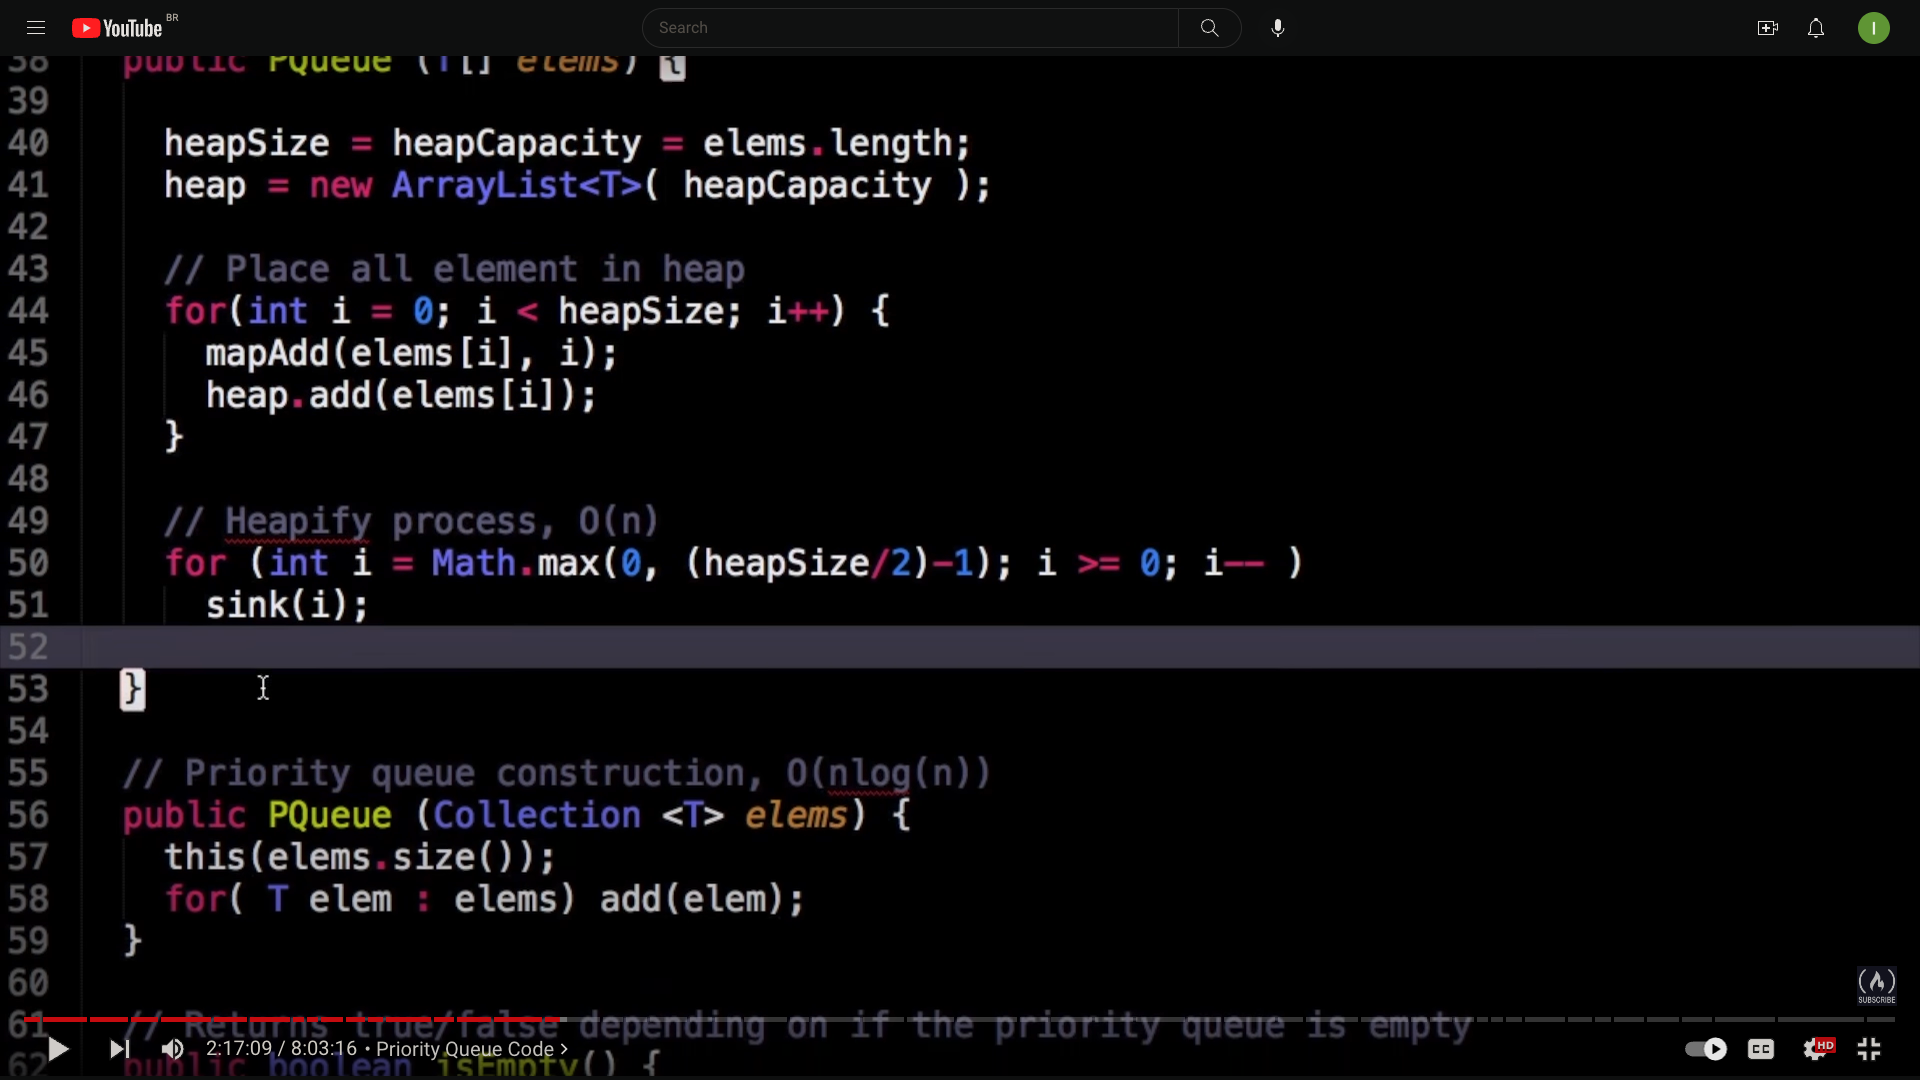 YouTube BR
Search
I
38 public PQueue (T[] elems) {
39
40 heapSize = heapCapacity = elems.length;
41 heap = new ArrayList<T>( heapCapacity );
42
43 // Place all element in heap
44 for(int i = 0; i < heapSize; i++) {
45 mapAdd(elems[i], i);
46 heap.add(elems[i]);
47 }
48
49 // Heapify process, O(n)
50 for (int i = Math.max(0, (heapSize/2)-1); i >= 0; i-- )
51 sink(i);
52
53 }
54
55 // Priority queue construction, O(nlog(n))
56 public PQueue (Collection <T> elems) {
57 this(elems.size());
58 for( T elem : elems) add(elem);
59 }
60
SUBSCRIBE
61 // Returns true/false depending on if the priority queue is empty
2:17:09 / 8:03:16 • Priority Queue Code >
CC HD
62 public boolean isEmpty() {